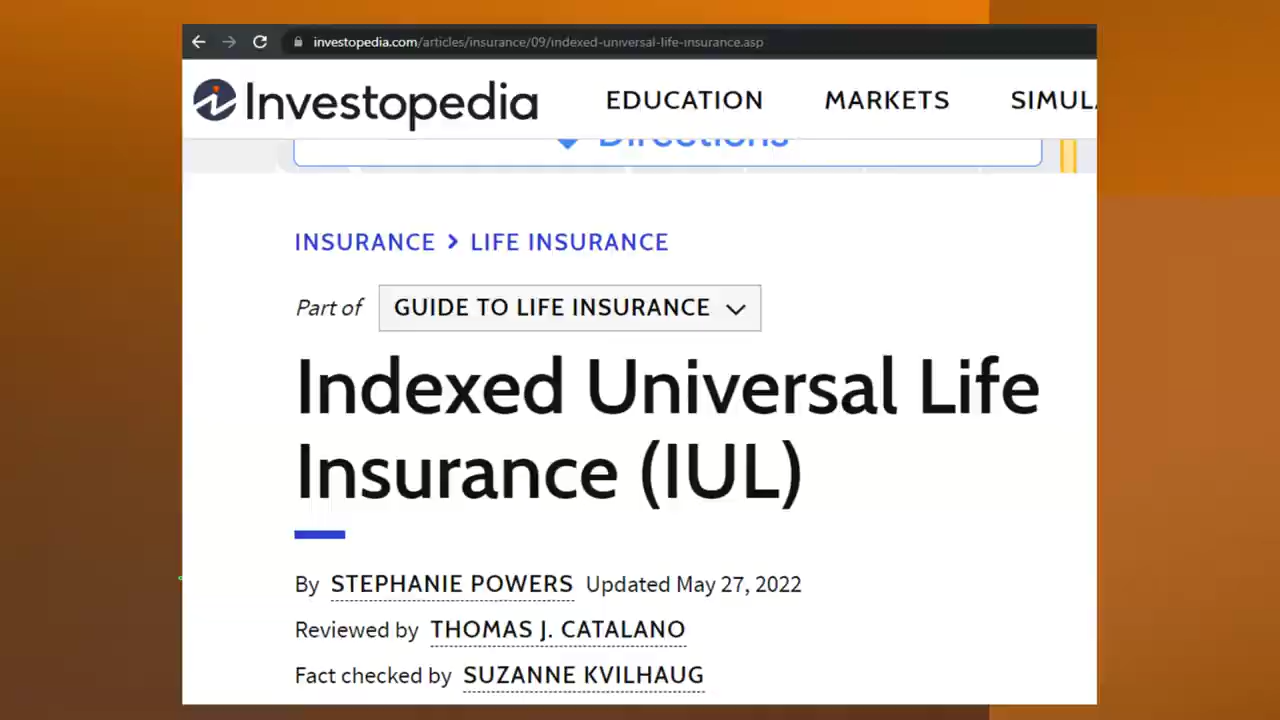 investopedia.com/articles/insurance/09/indexed-universal-life-insurance.asp
Investopedia EDUCATION MARKETS SIMULA
Directions
INSURANCE > LIFE INSURANCE
Part of GUIDE TO LIFE INSURANCE
Indexed Universal Life
Insurance (IUL)
By STEPHANIE POWERS Updated May 27, 2022
Reviewed by THOMAS J. CATALANO
Fact checked by SUZANNE KVILHAUG